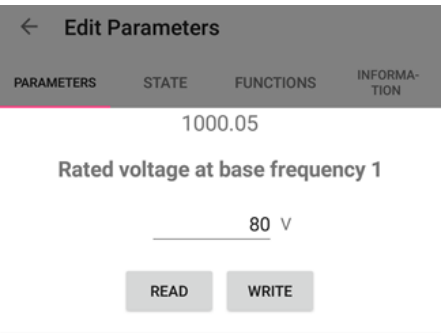 ← Edit Parameters
PARAMETERS STATE FUNCTIONS INFORMA-
TION
1000.05
Rated voltage at base frequency 1
80 V
READ WRITE